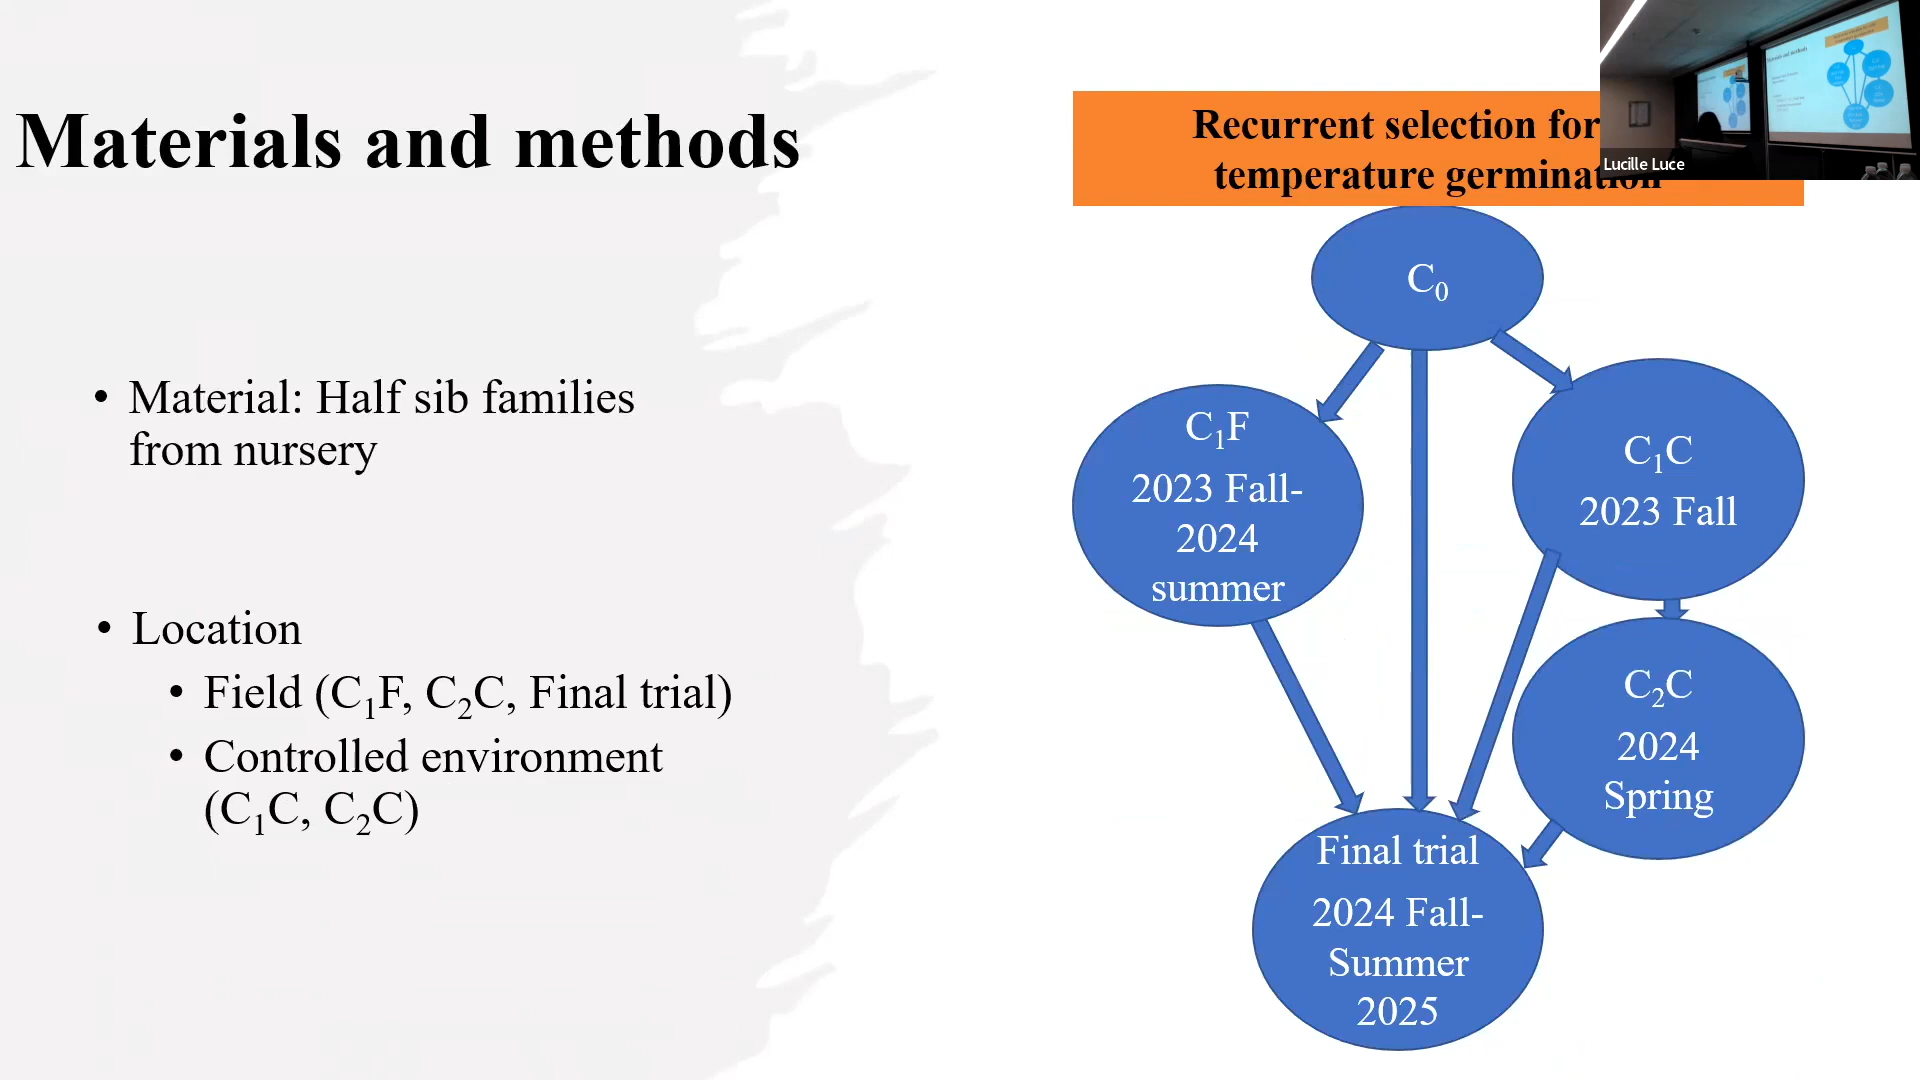 Materials and methods
• Material: Half sib families
from nursery
• Location
• Field (C₁F, C₂C, Final trial)
• Controlled environment
(C₁C, C₂C)
Recurrent selection for
temperature germination
C₀
C₁F
2023 Fall-
2024
summer
C₁C
2023 Fall
C₂C
2024
Spring
Final trial
2024 Fall-
Summer
2025
Lucille Luce